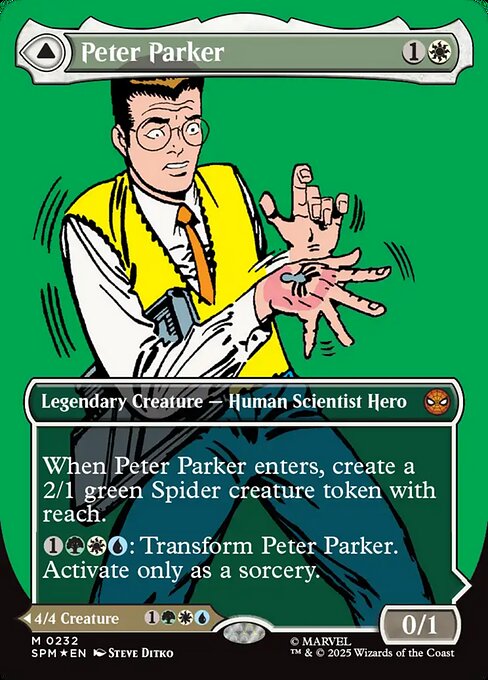 Peter Parker 1
Legendary Creature — Human Scientist Hero
When Peter Parker enters, create a
2/1 green Spider creature token with
reach.
1: Transform Peter Parker.
Activate only as a sorcery.
4/4 Creature 1
0/1
M 0232
SPM★EN Steve Ditko
© MARVEL
™ & © 2025 Wizards of the Coast